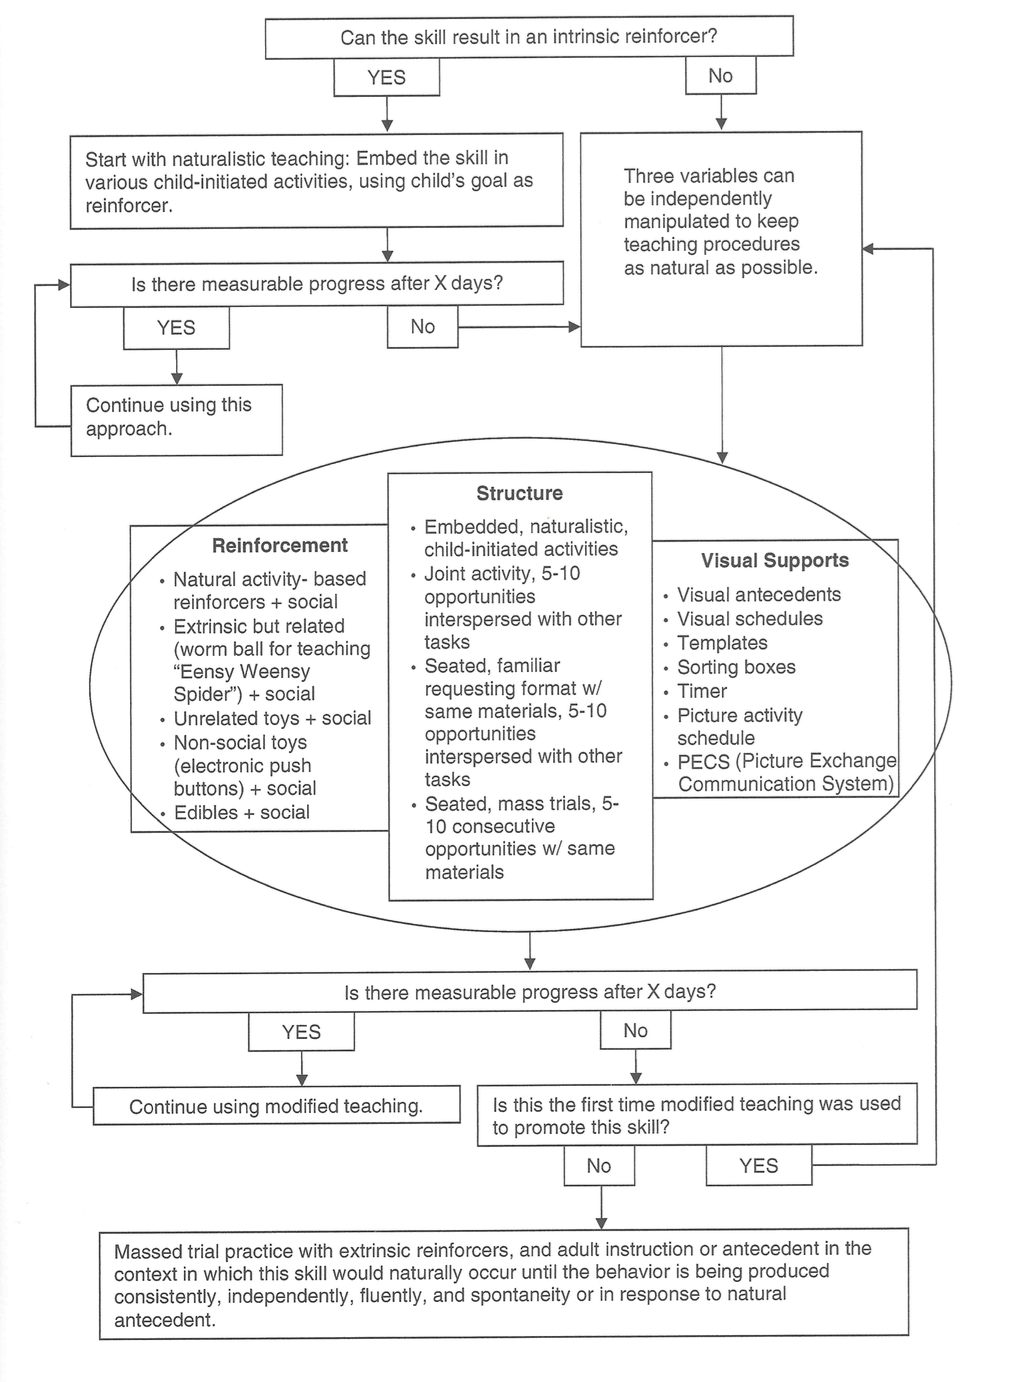 Can the skill result in an intrinsic reinforcer?
YES
No
Start with naturalistic teaching: Embed the skill in
various child-initiated activities, using child's goal as
reinforcer.
Three variables can
be independently
manipulated to keep
teaching procedures
as natural as possible.
Is there measurable progress after X days?
YES
No
Continue using this
approach.
Reinforcement
• Natural activity- based
reinforcers + social
• Extrinsic but related
(worm ball for teaching
“Eensy Weensy
Spider”) + social
• Unrelated toys + social
• Non-social toys
(electronic push
buttons) + social
• Edibles + social
Structure
• Embedded, naturalistic,
child-initiated activities
• Joint activity, 5-10
opportunities
interspersed with other
tasks
• Seated, familiar
requesting format w/
same materials, 5-10
opportunities
interspersed with other
tasks
• Seated, mass trials, 5-
10 consecutive
opportunities w/ same
materials
Visual Supports
• Visual antecedents
• Visual schedules
• Templates
• Sorting boxes
• Timer
• Picture activity
schedule
• PECS (Picture Exchange
Communication System)
Is there measurable progress after X days?
YES
No
Continue using modified teaching.
Is this the first time modified teaching was used
to promote this skill?
No
YES
Massed trial practice with extrinsic reinforcers, and adult instruction or antecedent in the
context in which this skill would naturally occur until the behavior is being produced
consistently, independently, fluently, and spontaneity or in response to natural
antecedent.